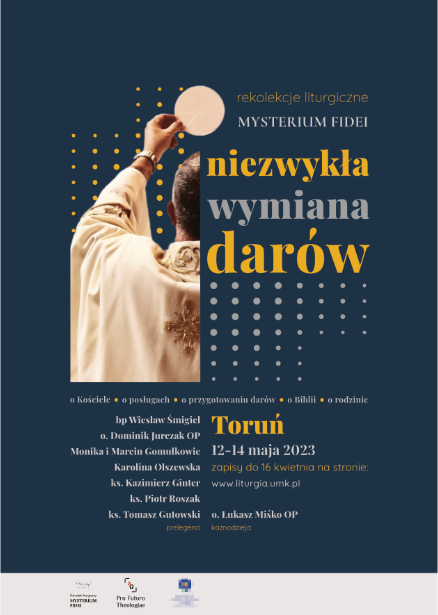 rekolekcje liturgiczne
MYSTERIUM FIDEI
niezwykła
wymiana
darów
o Kościele • o posługach • o przygotowaniu darów • o Biblii • o rodzinie
bp Wiesław Śmigiel
o. Dominik Jurczak OP
Monika i Marcin Gomułkowie
Karolina Olszewska
ks. Kazimierz Ginter
ks. Piotr Roszak
ks. Tomasz Gutowski
prelegenci
Toruń
12-14 maja 2023
zapisy do 16 kwietnia na stronie:
www.liturgia.umk.pl
o. Łukasz Miśko OP
kaznodzieja
MYSTERIUM
FIDEI
Pro Futuro
Theologiae